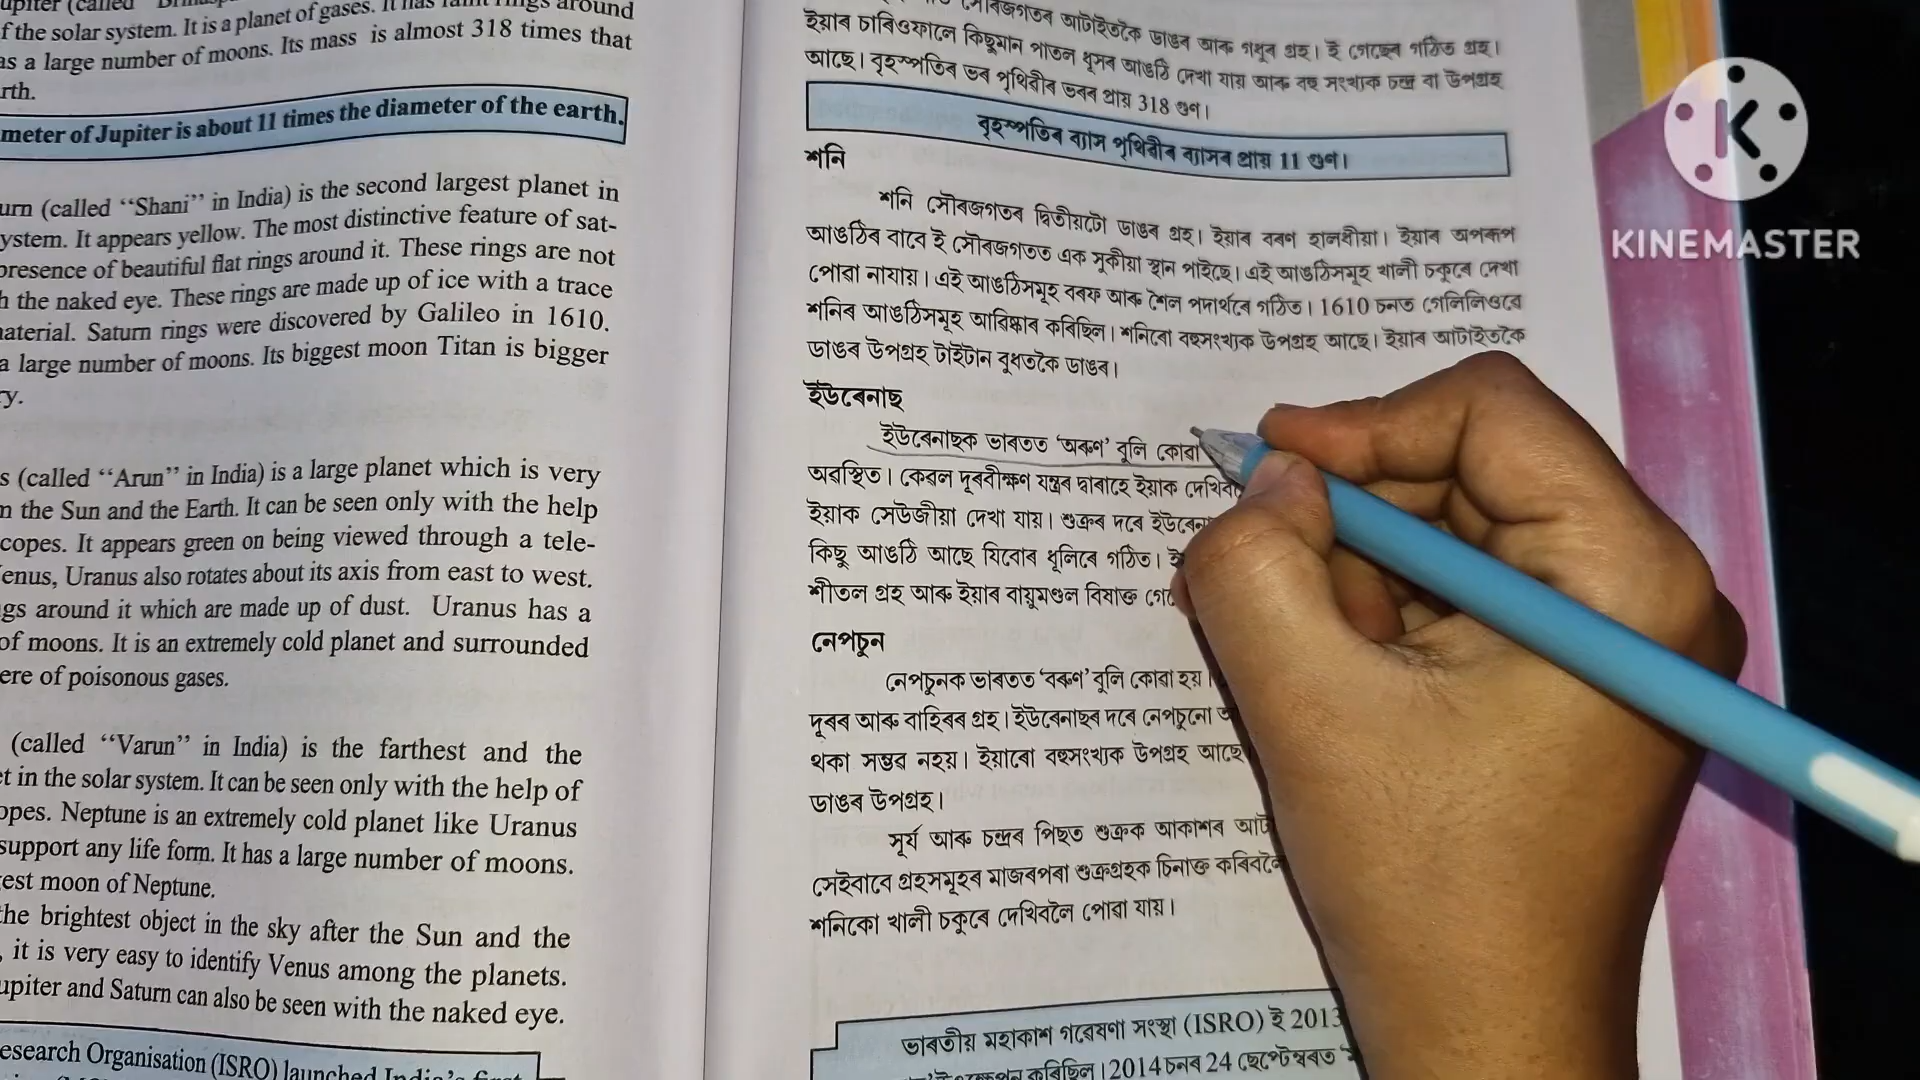 upiter (called
f the solar system. It is a planet of gases. It has faint rings around
as a large number of moons. Its mass is almost 318 times that
rth.
meter of Jupiter is about 11 times the diameter of the earth.
urn (called “Shani” in India) is the second largest planet in
ystem. It appears yellow. The most distinctive feature of sat-
presence of beautiful flat rings around it. These rings are not
h the naked eye. These rings are made up of ice with a trace
aterial. Saturn rings were discovered by Galileo in 1610.
a large number of moons. Its biggest moon Titan is bigger
ry.
s (called “Arun” in India) is a large planet which is very
m the Sun and the Earth. It can be seen only with the help
copes. It appears green on being viewed through a tele-
enus, Uranus also rotates about its axis from east to west.
gs around it which are made up of dust. Uranus has a
of moons. It is an extremely cold planet and surrounded
ere of poisonous gases.
(called “Varun” in India) is the farthest and the
et in the solar system. It can be seen only with the help of
opes. Neptune is an extremely cold planet like Uranus
support any life form. It has a large number of moons.
gest moon of Neptune.
the brightest object in the sky after the Sun and the
, it is very easy to identify Venus among the planets.
upiter and Saturn can also be seen with the naked eye.
esearch Organisation (ISRO) launched India's first
সৌৰজগতৰ আটাইতকৈ ডাঙৰ আৰু গধুৰ গ্ৰহ। ই গেছেৰ গঠিত গ্ৰহ।
ইয়াৰ চাৰিওফালে কিছুমান পাতল ধূসৰ আঙঠি দেখা যায় আৰু বহু সংখ্যক চন্দ্ৰ বা উপগ্ৰহ
আছে। বৃহস্পতিৰ ভৰ পৃথিৱীৰ ভৰৰ প্ৰায় 318 গুণ।
বৃহস্পতিৰ ব্যাস পৃথিৱীৰ ব্যাসৰ প্ৰায় 11 গুণ।
শনি
শনি সৌৰজগতৰ দ্বিতীয়টো ডাঙৰ গ্ৰহ। ইয়াৰ বৰণ হালধীয়া। ইয়াৰ অপৰূপ
আঙঠিৰ বাবে ই সৌৰজগতত এক সুকীয়া স্থান পাইছে। এই আঙঠিসমূহ খালী চকুৰে দেখা
পোৱা নাযায়। এই আঙঠিসমূহ বৰফ আৰু শৈল পদাৰ্থৰে গঠিত। 1610 চনত গেলিলিওৱে
শনিৰ আঙঠিসমূহ আৱিষ্কাৰ কৰিছিল। শনিৰো বহুসংখ্যক উপগ্ৰহ আছে। ইয়াৰ আটাইতকৈ
ডাঙৰ উপগ্ৰহ টাইটান বুধতকৈ ডাঙৰ।
ইউৰেনাছ
ইউৰেনাছক ভাৰতত ‘অৰুণ’ বুলি কোৱা
অৱস্থিত। কেৱল দূৰবীক্ষণ যন্ত্ৰৰ দ্বাৰাহে ইয়াক দেখিব
ইয়াক সেউজীয়া দেখা যায়। শুক্ৰৰ দৰে ইউৰেনা
কিছু আঙঠি আছে যিবোৰ ধূলিৰে গঠিত।
শীতল গ্ৰহ আৰু ইয়াৰ বায়ুমণ্ডল বিষাক্ত গে
নেপচুন
নেপচুনক ভাৰতত ‘বৰুণ’ বুলি কোৱা হয়।
দূৰৰ আৰু বাহিৰৰ গ্ৰহ। ইউৰেনাছৰ দৰে নেপচুনো
থকা সম্ভৱ নহয়। ইয়াৰো বহুসংখ্যক উপগ্ৰহ আছে
ডাঙৰ উপগ্ৰহ।
সূৰ্য আৰু চন্দ্ৰৰ পিছত শুক্ৰক আকাশৰ আটা
সেইবাবে গ্ৰহসমূহৰ মাজৰপৰা শুক্ৰগ্ৰহক চিনাক্ত কৰিবলৈ
শনিকো খালী চকুৰে দেখিবলৈ পোৱা যায়।
ভাৰতীয় মহাকাশ গৱেষণা সংস্থা (ISRO) ই 2013
কৰিছিল। 2014 চনৰ 24 ছেপ্টেম্বৰত
KINEMASTER